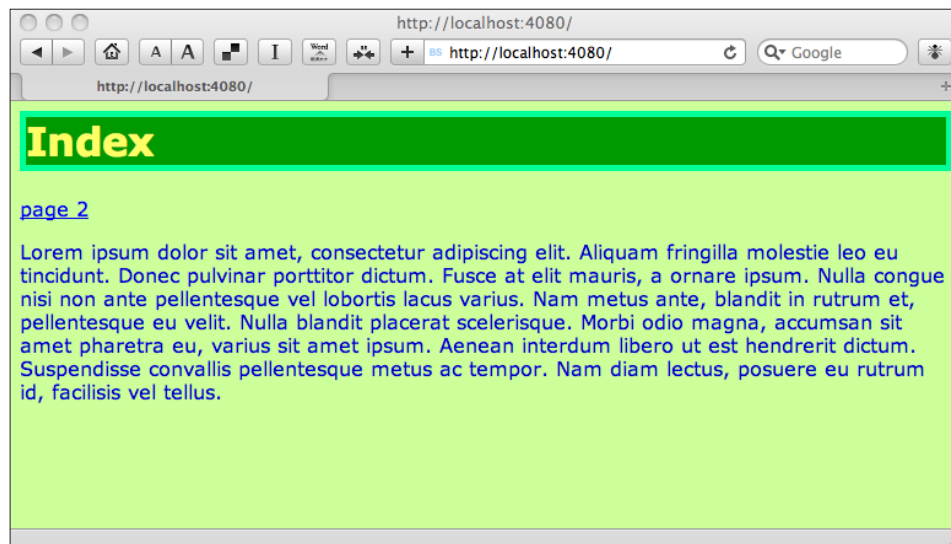 http://localhost:4080/
A A I Word + BS http://localhost:4080/ Google
http://localhost:4080/
Index
page 2
Lorem ipsum dolor sit amet, consectetur adipiscing elit. Aliquam fringilla molestie leo eu
tincidunt. Donec pulvinar porttitor dictum. Fusce at elit mauris, a ornare ipsum. Nulla congue
nisi non ante pellentesque vel lobortis lacus varius. Nam metus ante, blandit in rutrum et,
pellentesque eu velit. Nulla blandit placerat scelerisque. Morbi odio magna, accumsan sit
amet pharetra eu, varius sit amet ipsum. Aenean interdum libero ut est hendrerit dictum.
Suspendisse convallis pellentesque metus ac tempor. Nam diam lectus, posuere eu rutrum
id, facilisis vel tellus.